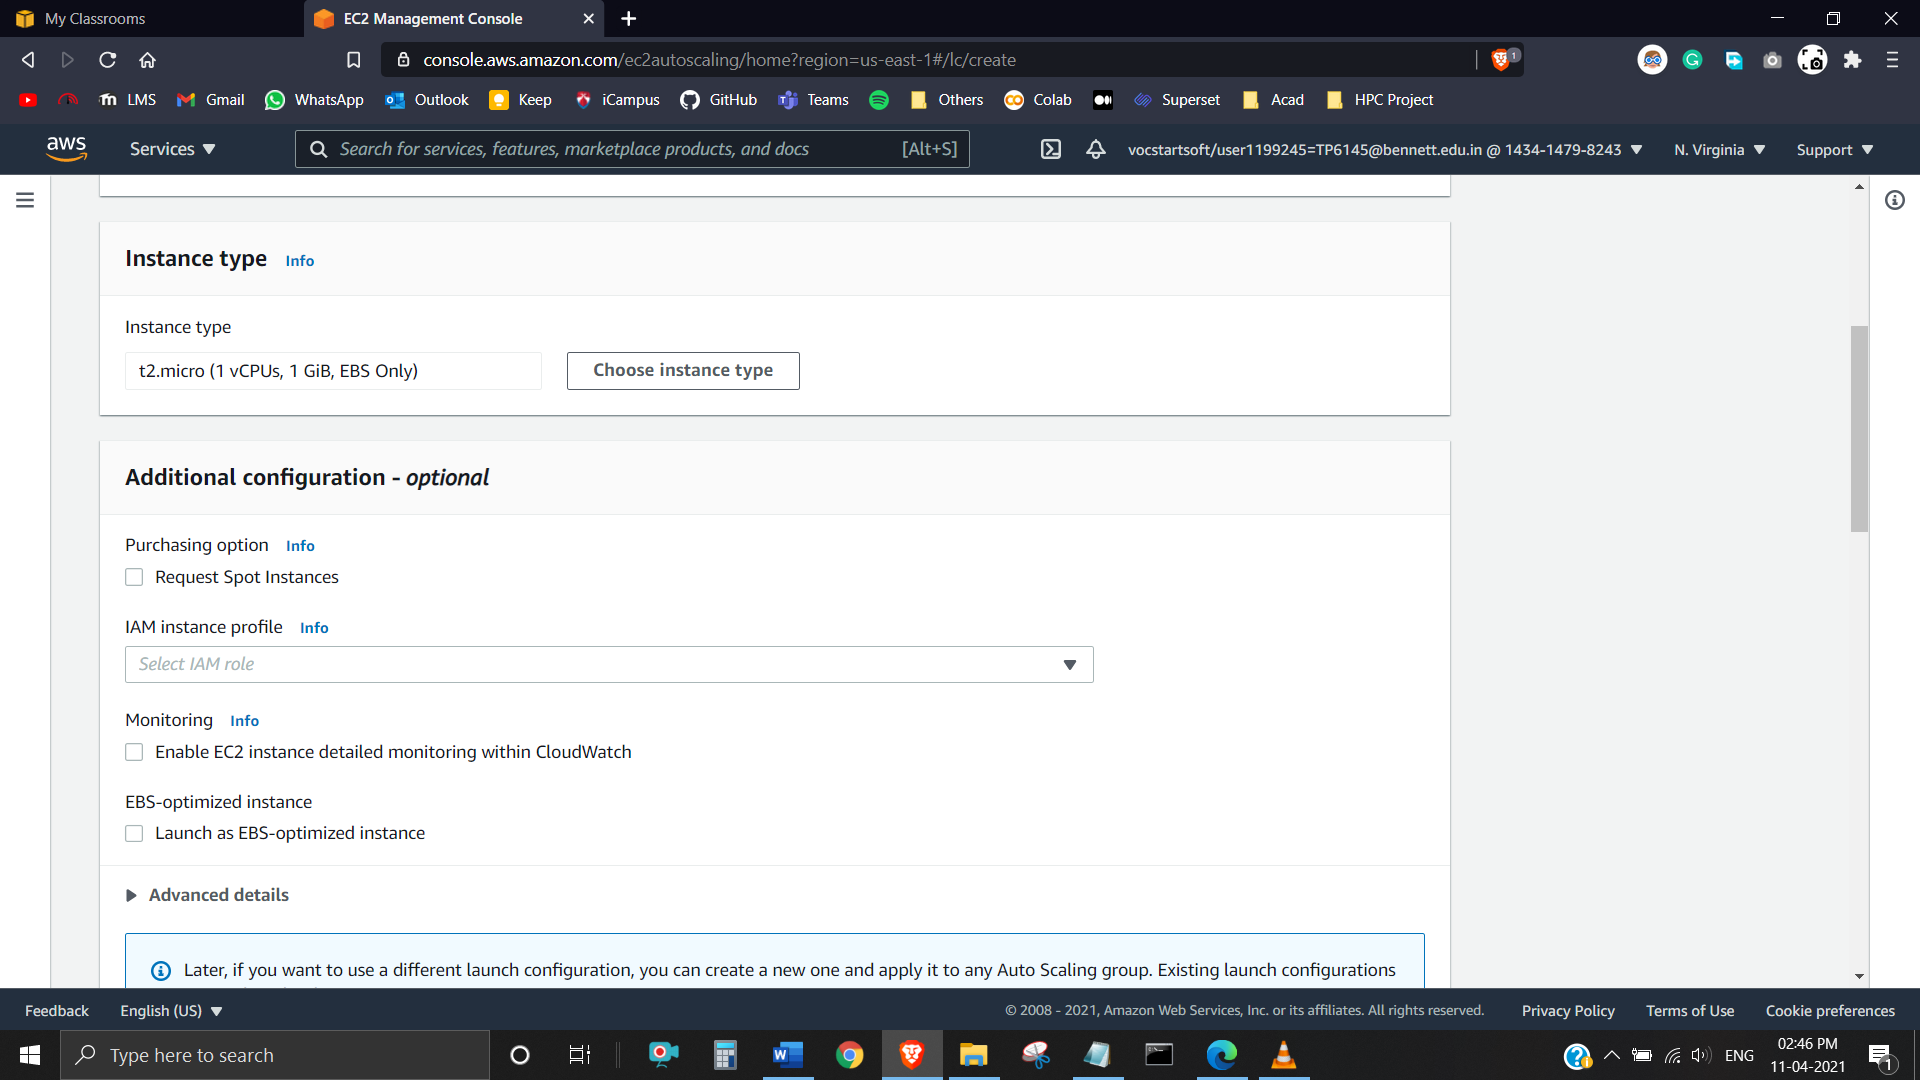 My Classrooms
EC2 Management Console
console.aws.amazon.com/ec2autoscaling/home?region=us-east-1#/lc/create
1
LMS
Gmail
WhatsApp
Outlook
Keep
iCampus
GitHub
Teams
Others
Colab
Superset
Acad
HPC Project
aws
Services
Search for services, features, marketplace products, and docs
[Alt+S]
vocstartsoft/user1199245=TP6145@bennett.edu.in @ 1434-1479-8243
N. Virginia
Support
Instance type Info
Instance type
t2.micro (1 vCPUs, 1 GiB, EBS Only)
Choose instance type
Additional configuration - optional
Purchasing option Info
Request Spot Instances
IAM instance profile Info
Select IAM role
Monitoring Info
Enable EC2 instance detailed monitoring within CloudWatch
EBS-optimized instance
Launch as EBS-optimized instance
Advanced details
Later, if you want to use a different launch configuration, you can create a new one and apply it to any Auto Scaling group. Existing launch configurations
Feedback
English (US)
© 2008 - 2021, Amazon Web Services, Inc. or its affiliates. All rights reserved.
Privacy Policy
Terms of Use
Cookie preferences
Type here to search
ENG
02:46 PM
11-04-2021
1